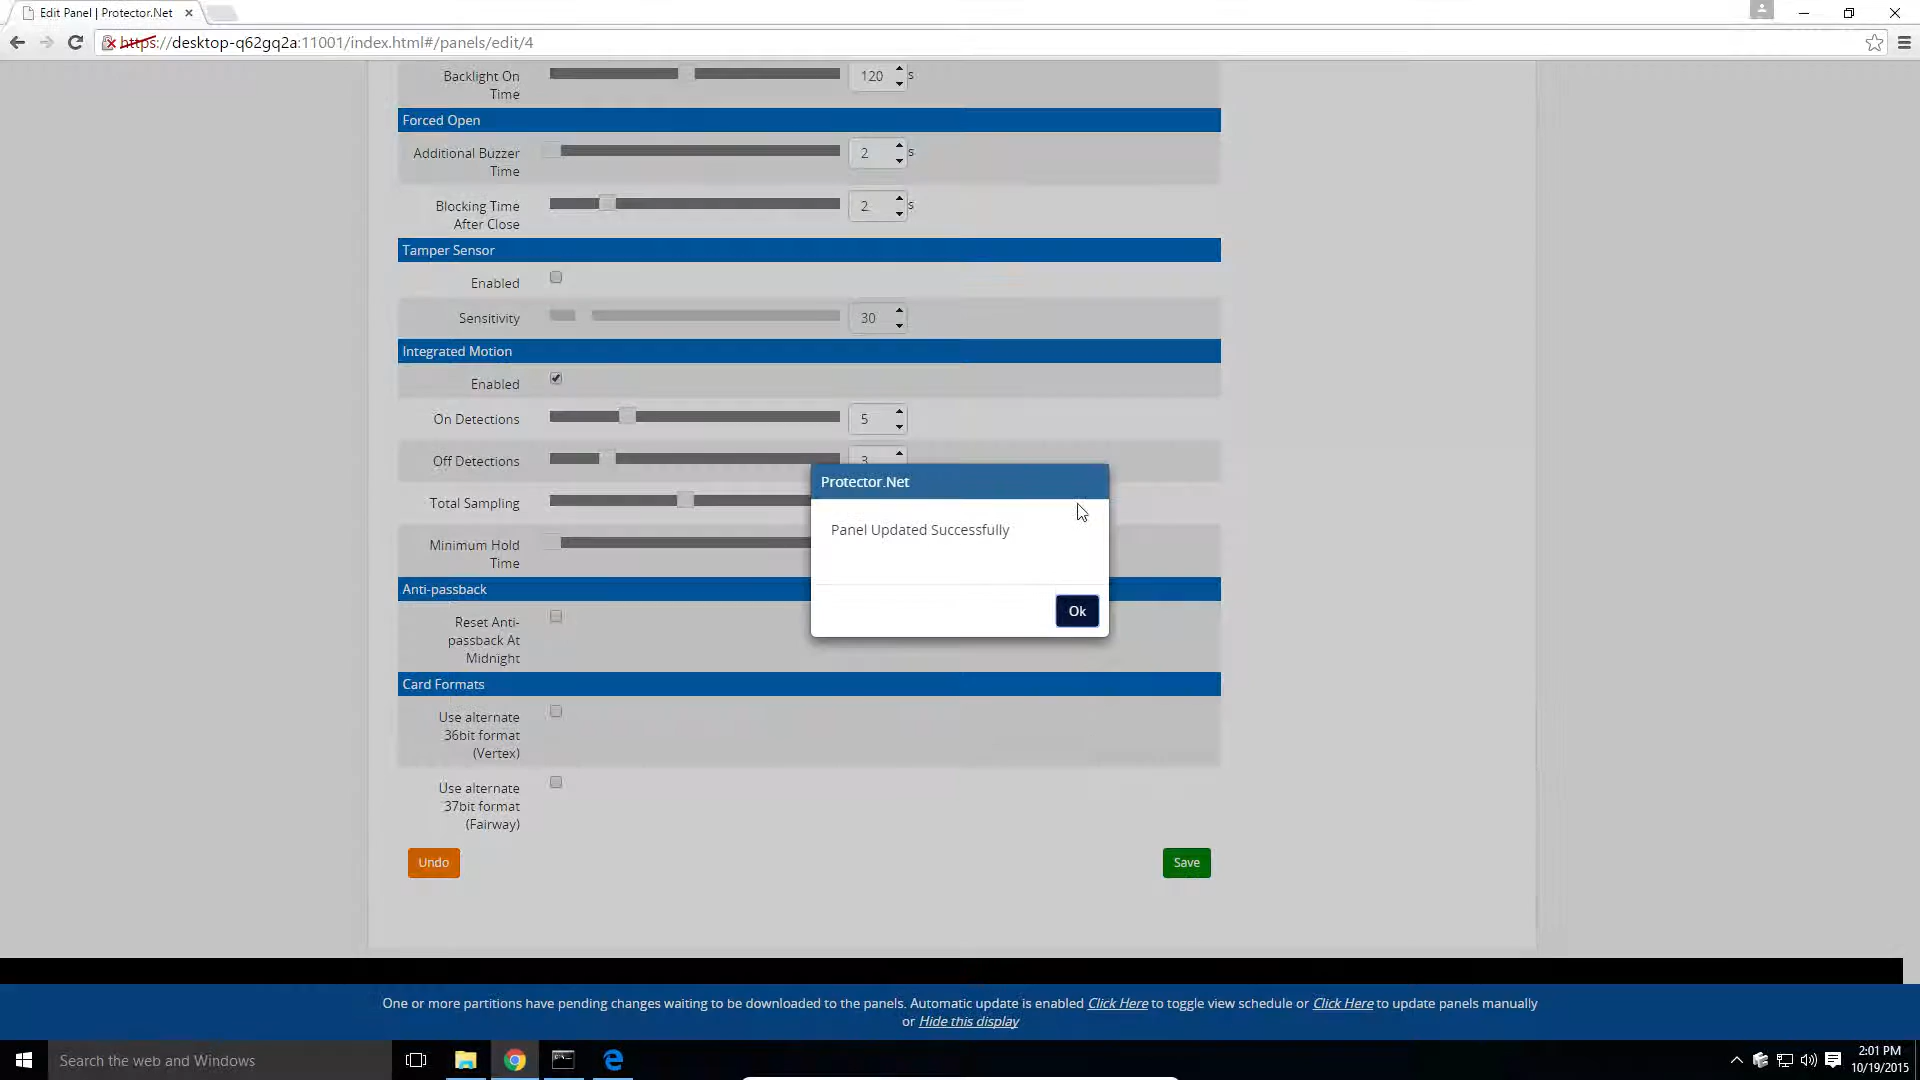 Edit Panel | Protector.Net
https://desktop-q62gq2a:11001/index.html#/panels/edit/4
Backlight On
Time
120
s
Forced Open
Additional Buzzer
Time
2
s
Blocking Time
After Close
2
s
Tamper Sensor
Enabled
Sensitivity
30
Integrated Motion
Enabled
On Detections
5
Off Detections
3
Total Sampling
Minimum Hold
Time
Protector.Net
Panel Updated Successfully
Ok
Anti-passback
Reset Anti-
passback At
Midnight
Card Formats
Use alternate
36bit format
(Vertex)
Use alternate
37bit format
(Fairway)
Undo
Save
One or more partitions have pending changes waiting to be downloaded to the panels. Automatic update is enabled Click Here to toggle view schedule or Click Here to update panels manually
or Hide this display
Search the web and Windows
2:01 PM
10/19/2015